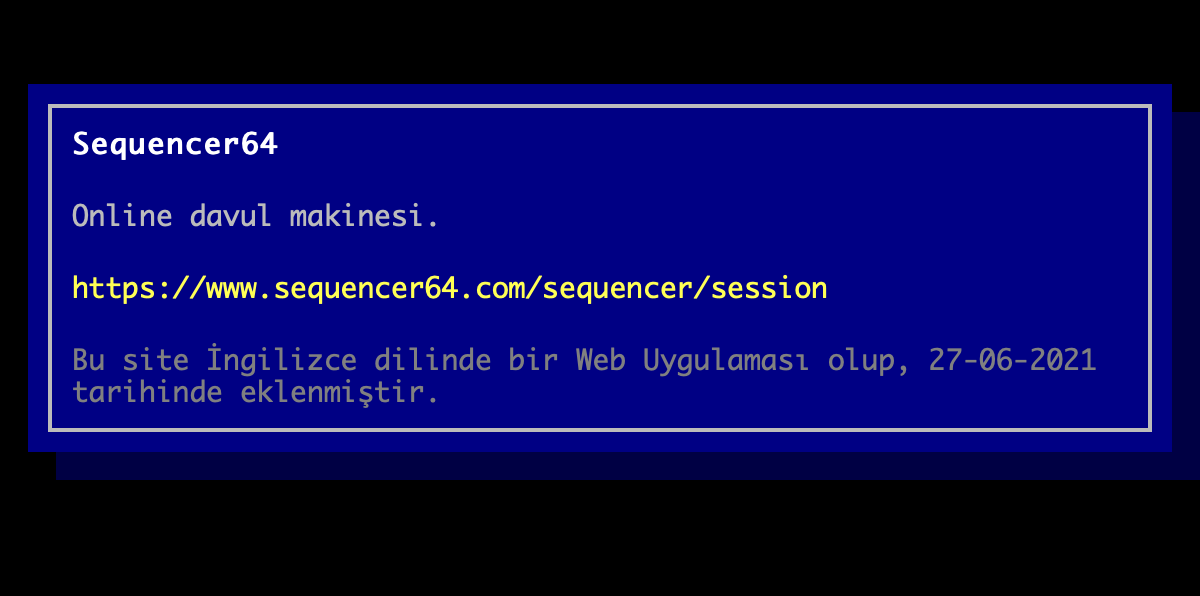 Sequencer64
Online davul makinesi.
https://www.sequencer64.com/sequencer/session
Bu site İngilizce dilinde bir Web Uygulaması olup, 27-06-2021
tarihinde eklenmiştir.